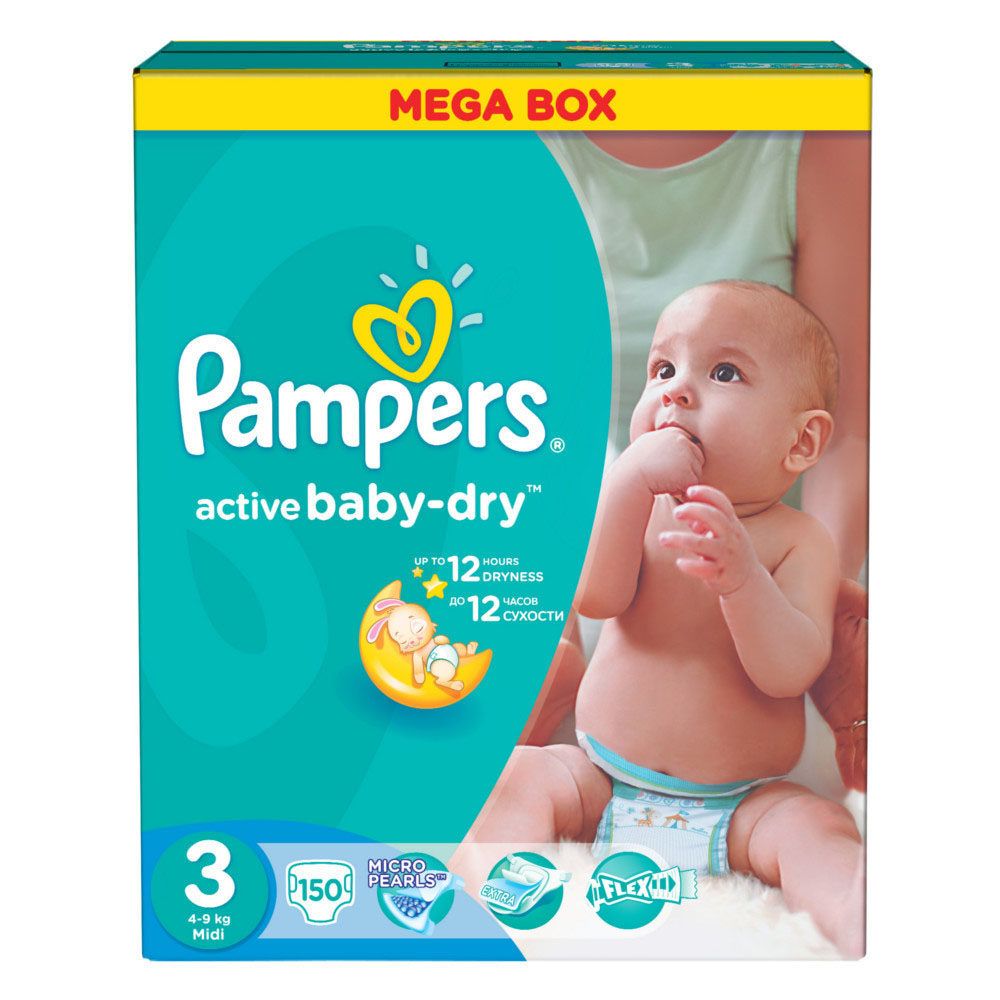 Pampers
MEGA BOX
Pampers®
active baby-dry™
UP TO 12 HOURS DRYNESS
ДО 12 ЧАСОВ СУХОСТИ
3
4-9 kg
Midi
150
MICRO
PEARLS™
EXTRA
FLEX